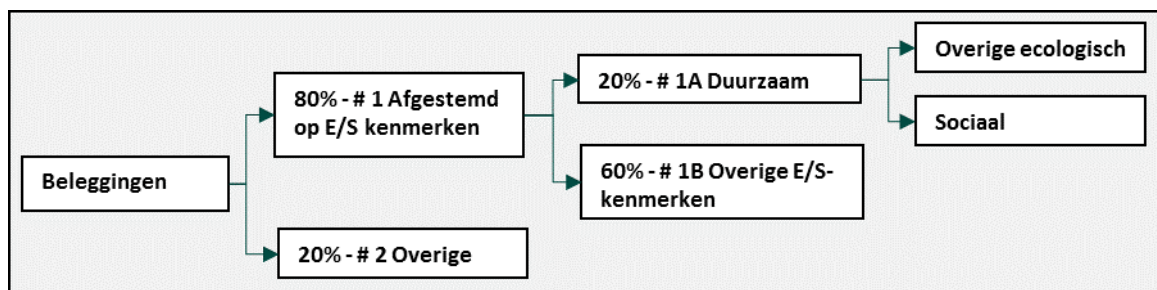 Beleggingen
80% - # 1 Afgestemd
op E/S kenmerken
20% - # 2 Overige
20% - # 1A Duurzaam
60% - # 1B Overige E/S-
kenmerken
Overige ecologisch
Sociaal